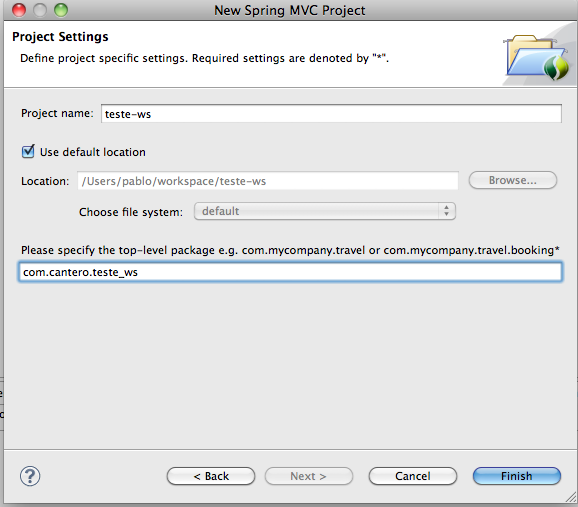 New Spring MVC Project
Project Settings
Define project specific settings. Required settings are denoted by "*".
Project name: teste-ws
Use default location
Location: /Users/pablo/workspace/teste-ws Browse...
Choose file system: default
Please specify the top-level package e.g. com.mycompany.travel or com.mycompany.travel.booking*
com.cantero.teste_ws
? < Back Next > Cancel Finish